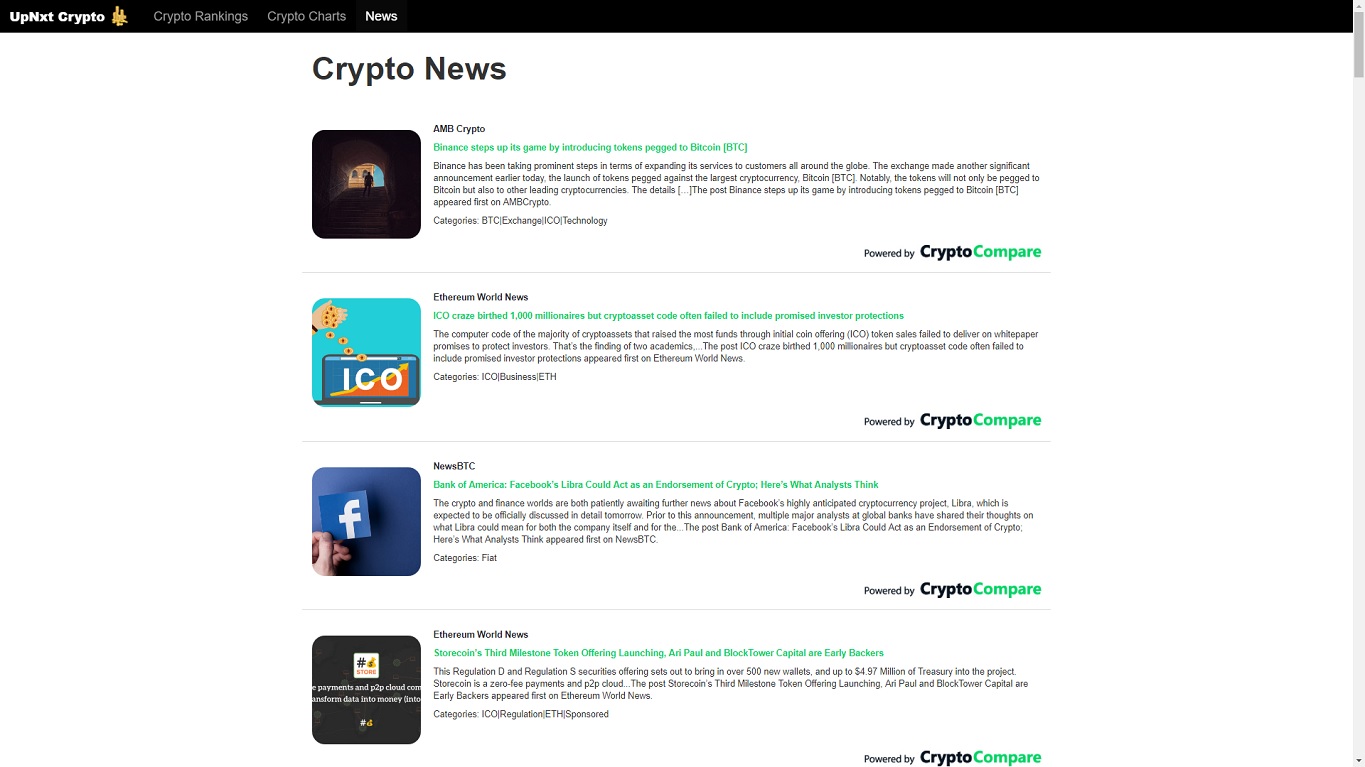 UpNxt Crypto
Crypto Rankings
Crypto Charts
News
Crypto News
AMB Crypto
Binance steps up its game by introducing tokens pegged to Bitcoin [BTC]
Binance has been taking prominent steps in terms of expanding its services to customers all around the globe. The exchange made another significant
announcement earlier today, the launch of tokens pegged against the largest cryptocurrency, Bitcoin [BTC]. Notably, the tokens will not only be pegged to
Bitcoin but also to other leading cryptocurrencies. The details […]The post Binance steps up its game by introducing tokens pegged to Bitcoin [BTC]
appeared first on AMBCrypto.
Categories: BTC|Exchange|ICO|Technology
Powered by CryptoCompare
ICO
Ethereum World News
ICO craze birthed 1,000 millionaires but cryptoasset code often failed to include promised investor protections
The computer code of the majority of cryptoassets that raised the most funds through initial coin offering (ICO) token sales failed to deliver on whitepaper
promises to protect investors. That's the finding of two academics,...The post ICO craze birthed 1,000 millionaires but cryptoasset code often failed to
include promised investor protections appeared first on Ethereum World News.
Categories: ICO|Business|ETH
Powered by CryptoCompare
f
NewsBTC
Bank of America: Facebook's Libra Could Act as an Endorsement of Crypto; Here's What Analysts Think
The crypto and finance worlds are both patiently awaiting further news about Facebook's highly anticipated cryptocurrency project, Libra, which is
expected to be officially discussed in detail tomorrow. Prior to this announcement, multiple major analysts at global banks have shared their thoughts on
what Libra could mean for both the company itself and for the...The post Bank of America: Facebook's Libra Could Act as an Endorsement of Crypto;
Here's What Analysts Think appeared first on NewsBTC.
Categories: Fiat
Powered by CryptoCompare
#
STORE
e payments and p2p cloud com
ansform data into money (into
#
Ethereum World News
Storecoin's Third Milestone Token Offering Launching, Ari Paul and BlockTower Capital are Early Backers
This Regulation D and Regulation S securities offering sets out to bring in over 500 new wallets, and up to $4.97 Million of Treasury into the project.
Storecoin is a zero-fee payments and p2p cloud...The post Storecoin's Third Milestone Token Offering Launching, Ari Paul and BlockTower Capital are
Early Backers appeared first on Ethereum World News.
Categories: ICO|Regulation|ETH|Sponsored
Powered by CryptoCompare